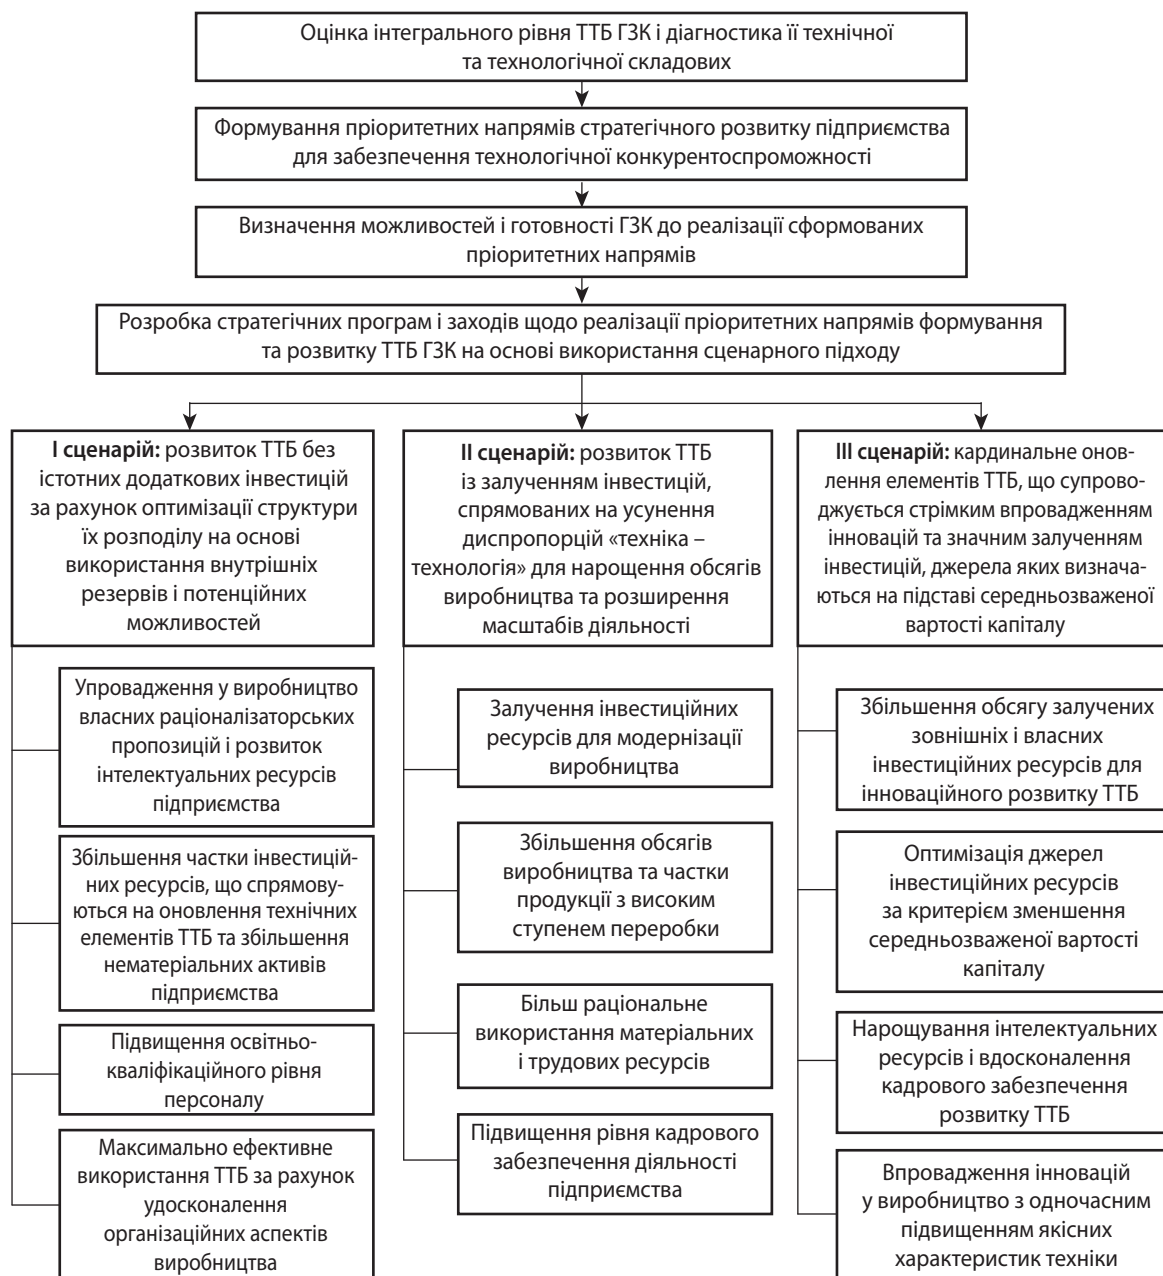 Оцінка інтегрального рівня ТТБ ГЗК і діагностика її технічної
та технологічної складових
Формування пріоритетних напрямів стратегічного розвитку підприємства
для забезпечення технологічної конкурентоспроможності
Визначення можливостей і готовності ГЗК до реалізації сформованих
пріоритетних напрямів
Розробка стратегічних програм і заходів щодо реалізації пріоритетних напрямів формування
та розвитку ТТБ ГЗК на основі використання сценарного підходу
І сценарій: розвиток ТТБ без
істотних додаткових інвестицій
за рахунок оптимізації структури
їх розподілу на основі
використання внутрішніх
резервів і потенційних
можливостей
Упровадження у виробництво
власних раціоналізаторських
пропозицій і розвиток
інтелектуальних ресурсів
підприємства
Збільшення частки інвестицій-
них ресурсів, що спрямову-
ються на оновлення технічних
елементів ТТБ та збільшення
нематеріальних активів
підприємства
Підвищення освітньо-
кваліфікаційного рівня
персоналу
Максимально ефективне
використання ТТБ за рахунок
удосконалення
організаційних аспектів
виробництва
ІІ сценарій: розвиток ТТБ
із залученням інвестицій,
спрямованих на усунення
диспропорцій «техніка –
технологія» для нарощення обсягів
виробництва та розширення
масштабів діяльності
Залучення інвестиційних
ресурсів для модернізації
виробництва
Збільшення обсягів
виробництва та частки
продукції з високим
ступенем переробки
Більш раціональне
використання матеріальних
і трудових ресурсів
Підвищення рівня кадрового
забезпечення діяльності
підприємства
ІІІ сценарій: кардинальне онов-
лення елементів ТТБ, що супрово-
джується стрімким впровадженням
інновацій та значним залученням
інвестицій, джерела яких визнача-
ються на підставі середньозваженої
вартості капіталу
Збільшення обсягу залучених
зовнішніх і власних
інвестиційних ресурсів для
інноваційного розвитку ТТБ
Оптимізація джерел
інвестиційних ресурсів
за критерієм зменшення
середньозваженої вартості
капіталу
Нарощування інтелектуальних
ресурсів і вдосконалення
кадрового забезпечення
розвитку ТТБ
Впровадження інновацій
у виробництво з одночасним
підвищенням якісних
характеристик техніки